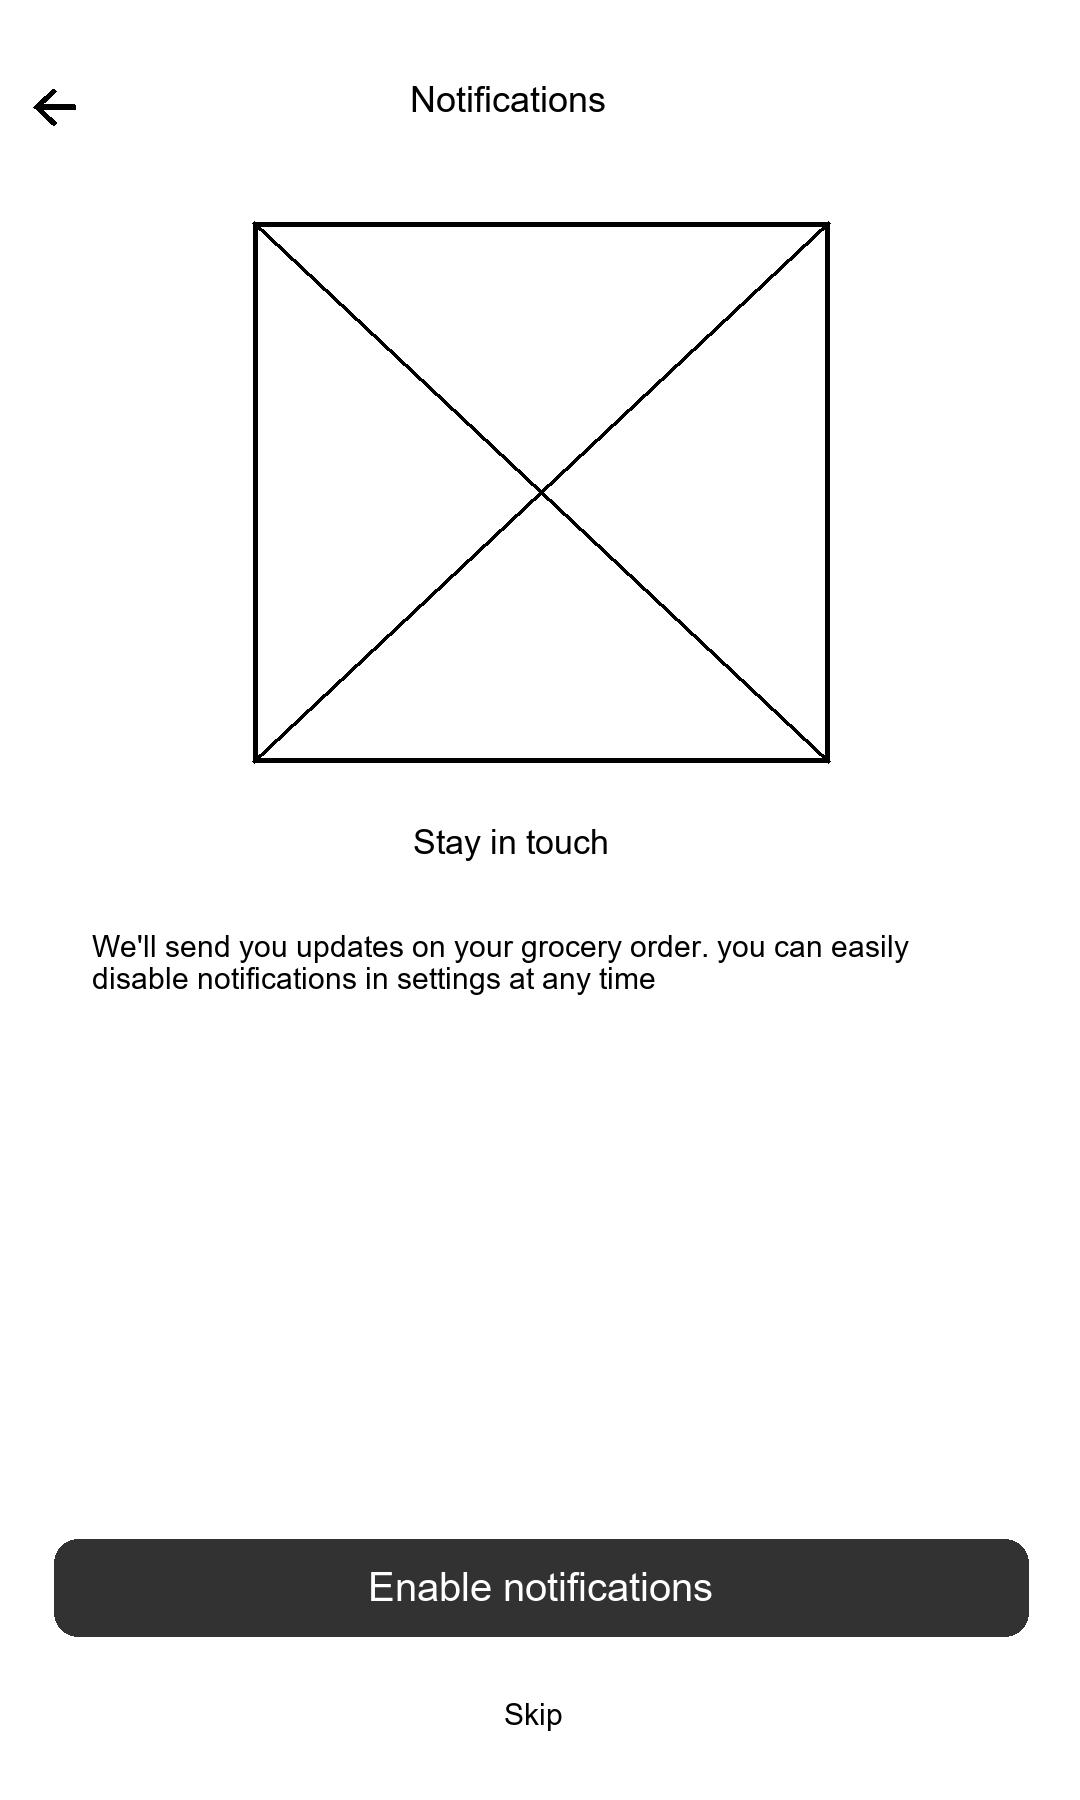 Notifications
Stay in touch
We'll send you updates on your grocery order. you can easily
disable notifications in settings at any time
Enable notifications
Skip